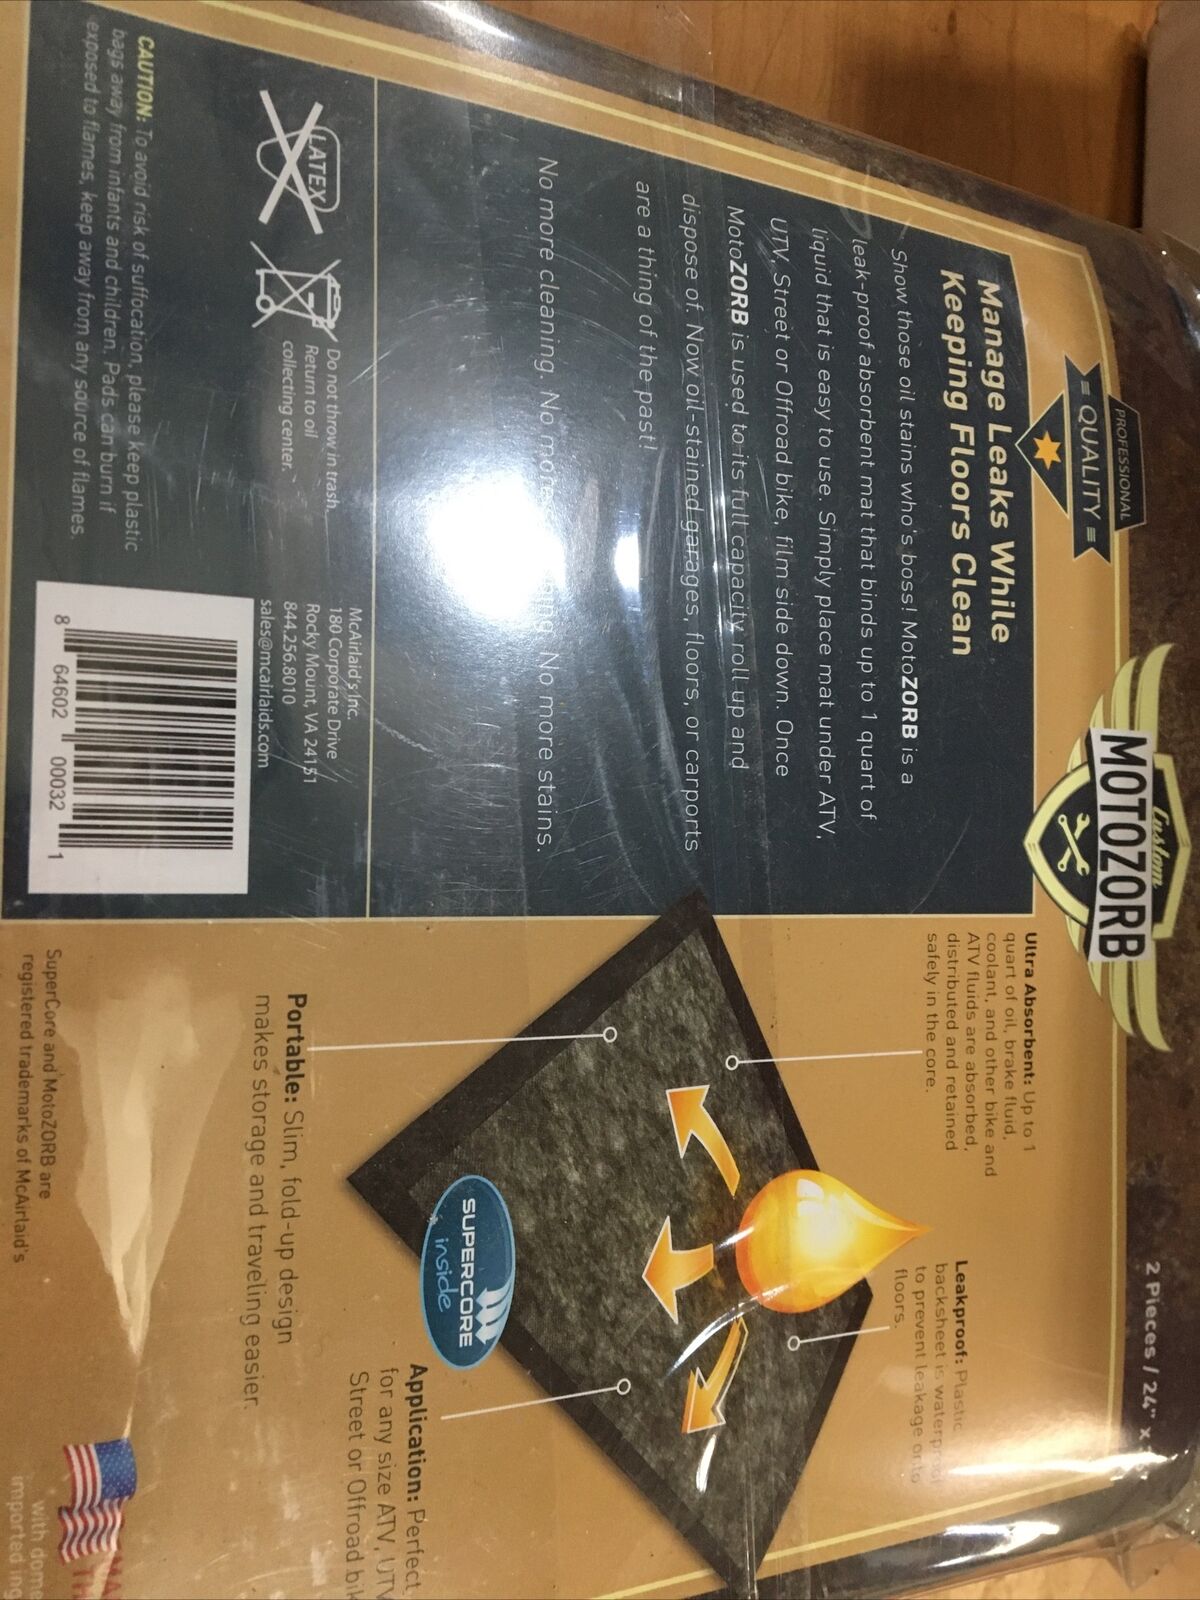 PROFESSIONAL
QUALITY
Custom
MOTOZORB
2 Pieces / 24" x
Manage Leaks While
Keeping Floors Clean
Show those oil stains who's boss! MotoZORB is a
leak-proof absorbent mat that binds up to 1 quart of
liquid that is easy to use. Simply place mat under ATV,
UTV, Street or Offroad bike, film side down. Once
MotoZORB is used to its full capacity roll up and
dispose of. Now oil-stained garages, floors, or carports
are a thing of the past!
No more cleaning. No more No more stains.
LATEX
Do not throw in trash.
Return to oil
collecting center.
CAUTION: To avoid risk of suffocation, please keep plastic
bags away from infants and children. Pads can burn if
exposed to flames, keep away from any source of flames.
McAirlaid's Inc.
180 Corporate Drive
Rocky Mount, VA 24151
844.256.8010
sales@mcairlaids.com
8 64602 00032 1
Ultra Absorbent: Up to 1
quart of oil, brake fluid,
coolant, and other bike and
ATV fluids are absorbed,
distributed and retained
safely in the core.
Leakproof: Plastic
backsheet is waterproof
to prevent leakage onto
floors.
SUPERCORE
inside
Portable: Slim, fold-up design
makes storage and traveling easier.
Application: Perfect
for any size ATV, UTV
Street or Offroad
SuperCore and MotoZORB are
registered trademarks of McAirlaid's
with
imported